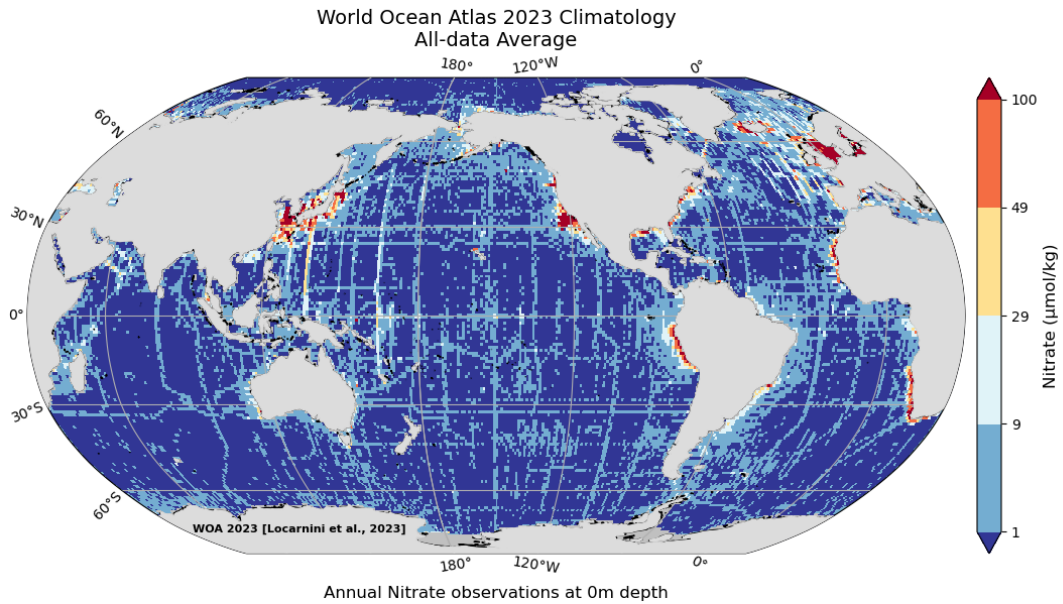 World Ocean Atlas 2023 Climatology
All-data Average
180° 120°W 0°
60°N
30°N
0°
30°S
60°S
WOA 2023 [Locarnini et al., 2023]
180° 120°W 0°
Annual Nitrate observations at 0m depth
100
49
29
9
1
Nitrate (μmol/kg)